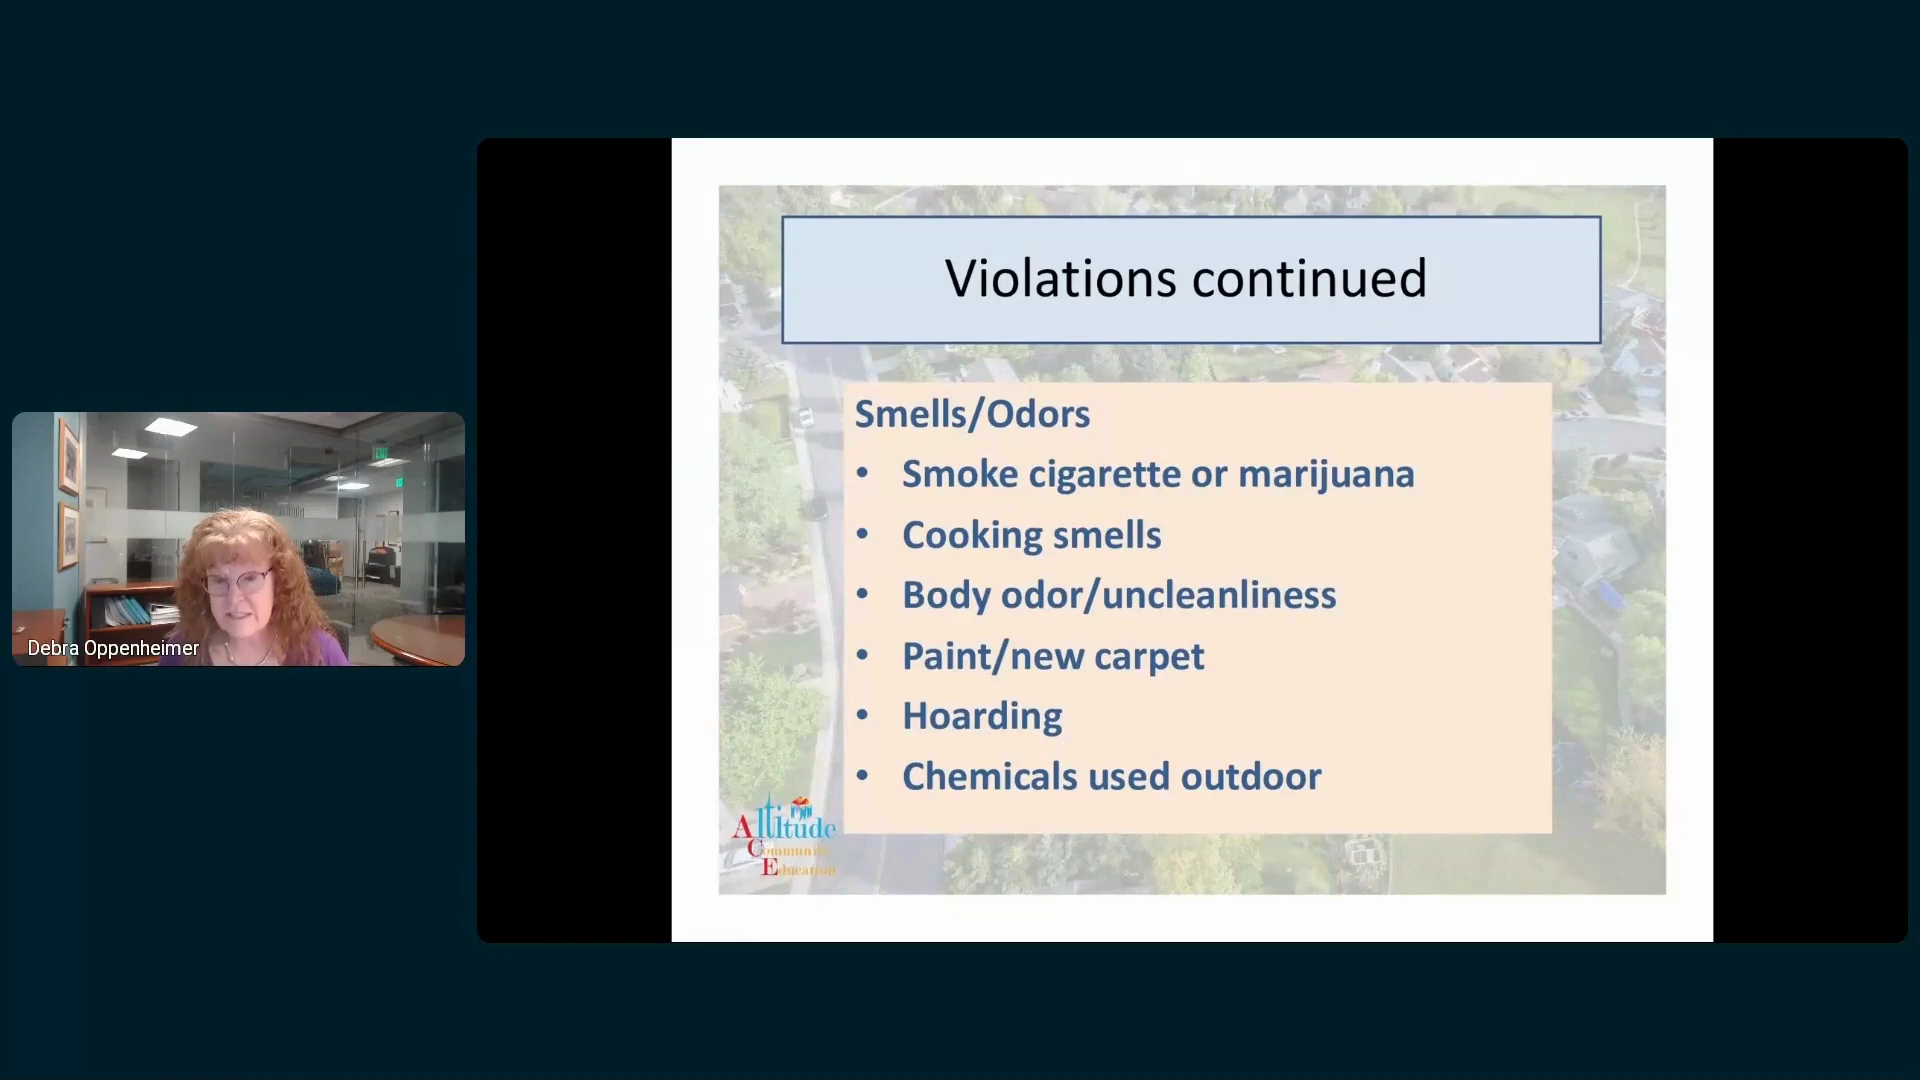 Violations continued
Smells/Odors
• Smoke cigarette or marijuana
• Cooking smells
• Body odor/uncleanliness
• Paint/new carpet
• Hoarding
• Chemicals used outdoor
Altitude
Community
Education
Debra Oppenheimer
EXIT